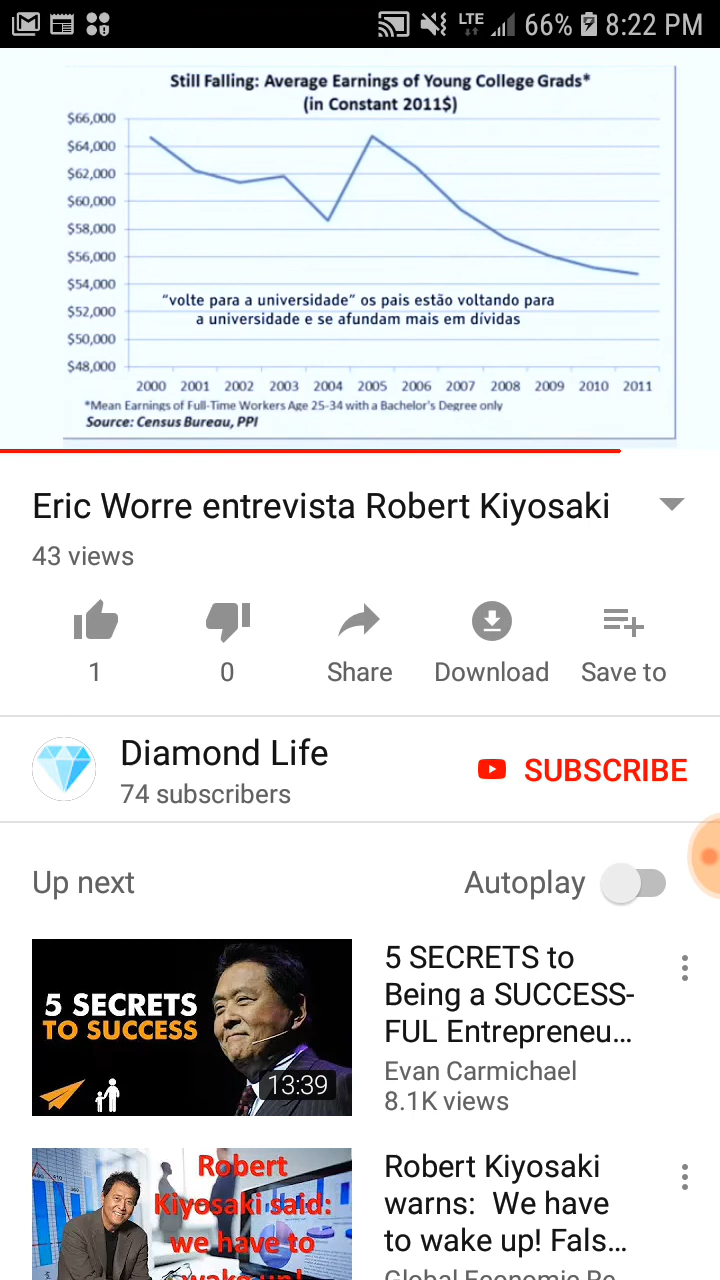 LTE 66% 8:22 PM
Still Falling: Average Earnings of Young College Grads*
(in Constant 2011$)
$66,000
$64,000
$62,000
$60,000
$58,000
$56,000
$54,000
$52,000
$50,000
$48,000
"volte para a universidade" os pais estão voltando para
a universidade e se afundam mais em dívidas
2000 2001 2002 2003 2004 2005 2006 2007 2008 2009 2010 2011
*Mean Earnings of Full-Time Workers Age 25-34 with a Bachelor's Degree only
Source: Census Bureau, PPI
Eric Worre entrevista Robert Kiyosaki
43 views
1 0 Share Download Save to
Diamond Life
74 subscribers
SUBSCRIBE
Up next Autoplay
5 SECRETS
TO SUCCESS
13:39
5 SECRETS to
Being a SUCCESS-
FUL Entrepreneu...
Evan Carmichael
8.1K views
Robert
Kiyosaki said:
we have to
wake up!
Robert Kiyosaki
warns: We have
to wake up! Fals...
Global Economic Re